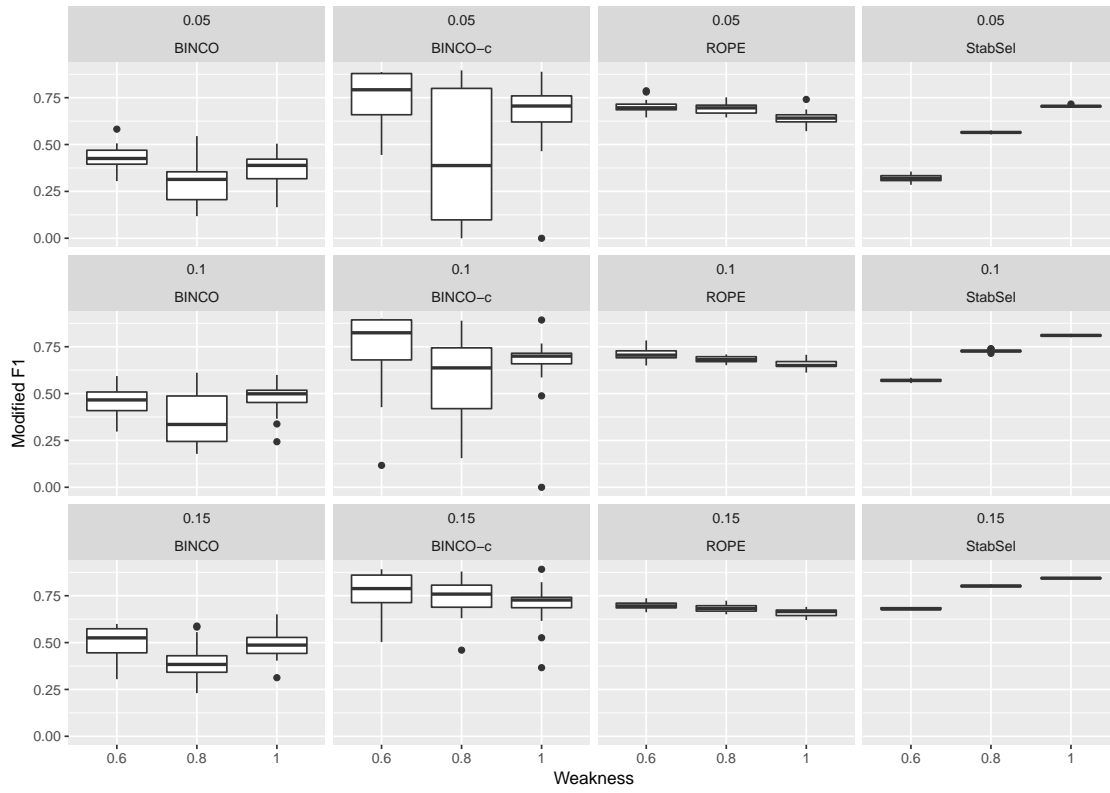 0.05 0.05 0.05 0.05
BINCO BINCO−c ROPE StabSel
0.75
0.50
0.25
0.00
0.1 0.1 0.1 0.1
BINCO BINCO−c ROPE StabSel
0.75
0.50
0.25
0.00
0.15 0.15 0.15 0.15
BINCO BINCO−c ROPE StabSel
0.75
0.50
0.25
0.00
0.6 0.8 1 0.6 0.8 1 0.6 0.8 1 0.6 0.8 1
Weakness
Modified F1